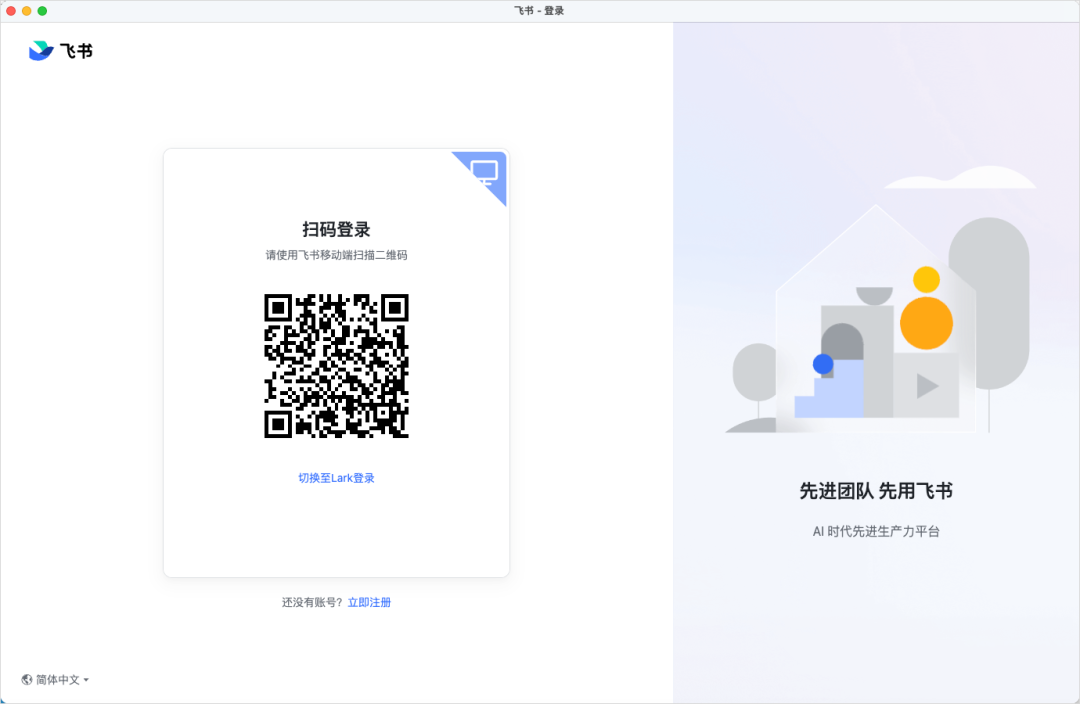 飞书 - 登录
飞书
扫码登录
请使用飞书移动端扫描二维码
切换至Lark登录
还没有账号? 立即注册
简体中文
先进团队 先用飞书
AI 时代先进生产力平台